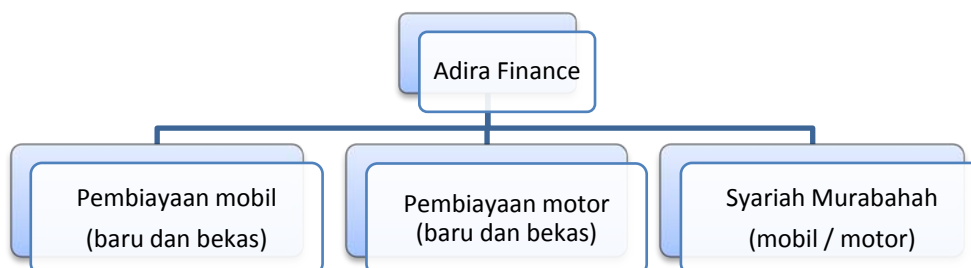 Adira Finance
Pembiayaan mobil
(baru dan bekas)
Pembiayaan motor
(baru dan bekas)
Syariah Murabahah
(mobil / motor)